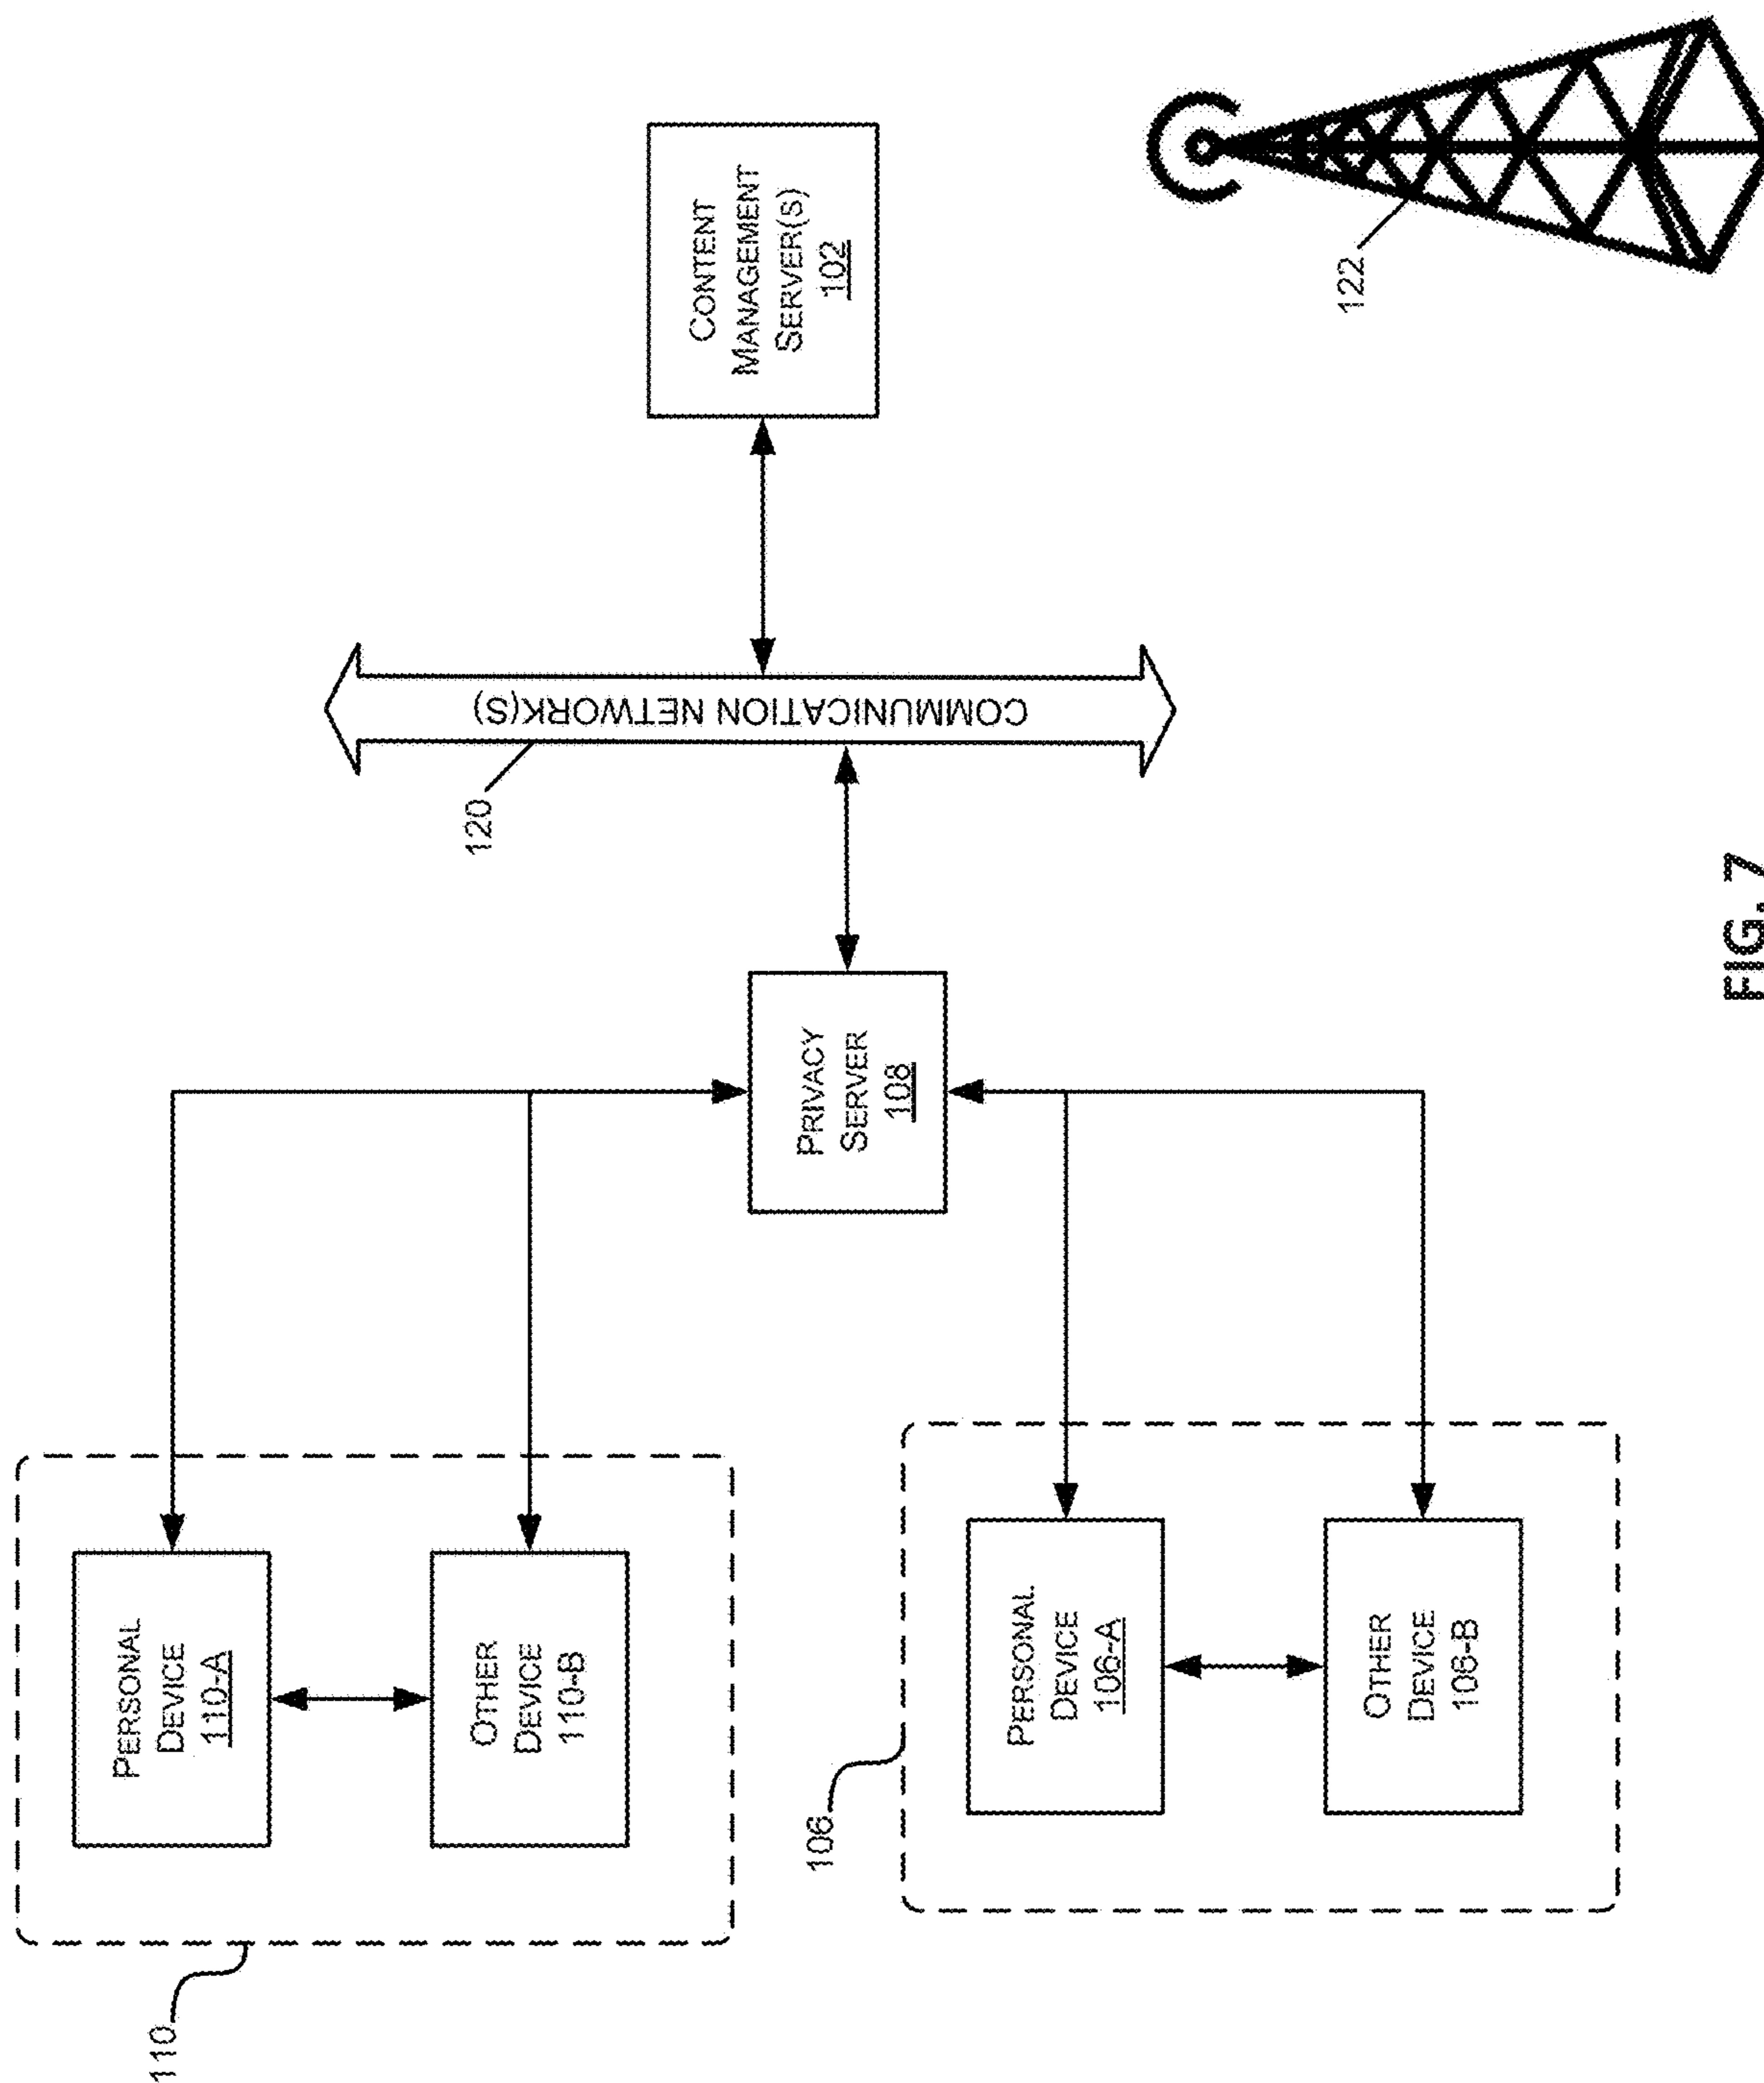 110
PERSONAL
DEVICE
110-A
OTHER
DEVICE
110-B
106
PERSONAL
DEVICE
106-A
OTHER
DEVICE
106-B
PRIVACY
SERVER
108
120
COMMUNICATION NETWORK(S)
CONTENT
MANAGEMENT
SERVER(S)
102
122
FIG. 7